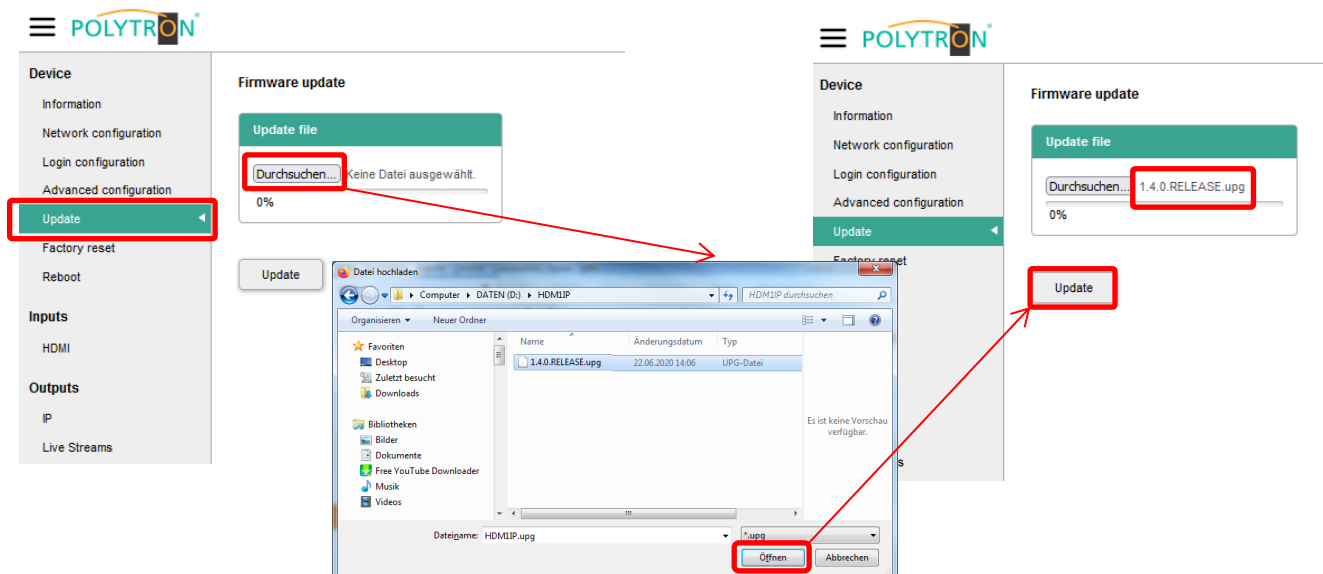 POLYTRON
Device
Information
Network configuration
Login configuration
Advanced configuration
Update
Factory reset
Reboot
Inputs
HDMI
Outputs
IP
Live Streams
Firmware update
Update file
Durchsuchen... Keine Datei ausgewählt.
0%
Update
Datei hochladen
Computer DATEN (D:) HDM1IP
HDM1IP durchsuchen
Organisieren Neuer Ordner
Favoriten
Desktop
Zuletzt besucht
Downloads
Bibliotheken
Bilder
Dokumente
Free YouTube Downloader
Musik
Videos
Name Änderungsdatum Typ
1.4.0.RELEASE.upg 22.06.2020 14:06 UPG-Datei
Es ist keine Vorschau
verfügbar.
Dateiname: HDM1IP.upg *.upg
Öffnen Abbrechen
POLYTRON
Device
Information
Network configuration
Login configuration
Advanced configuration
Update
Factory reset
Firmware update
Update file
Durchsuchen... 1.4.0.RELEASE.upg
0%
Update